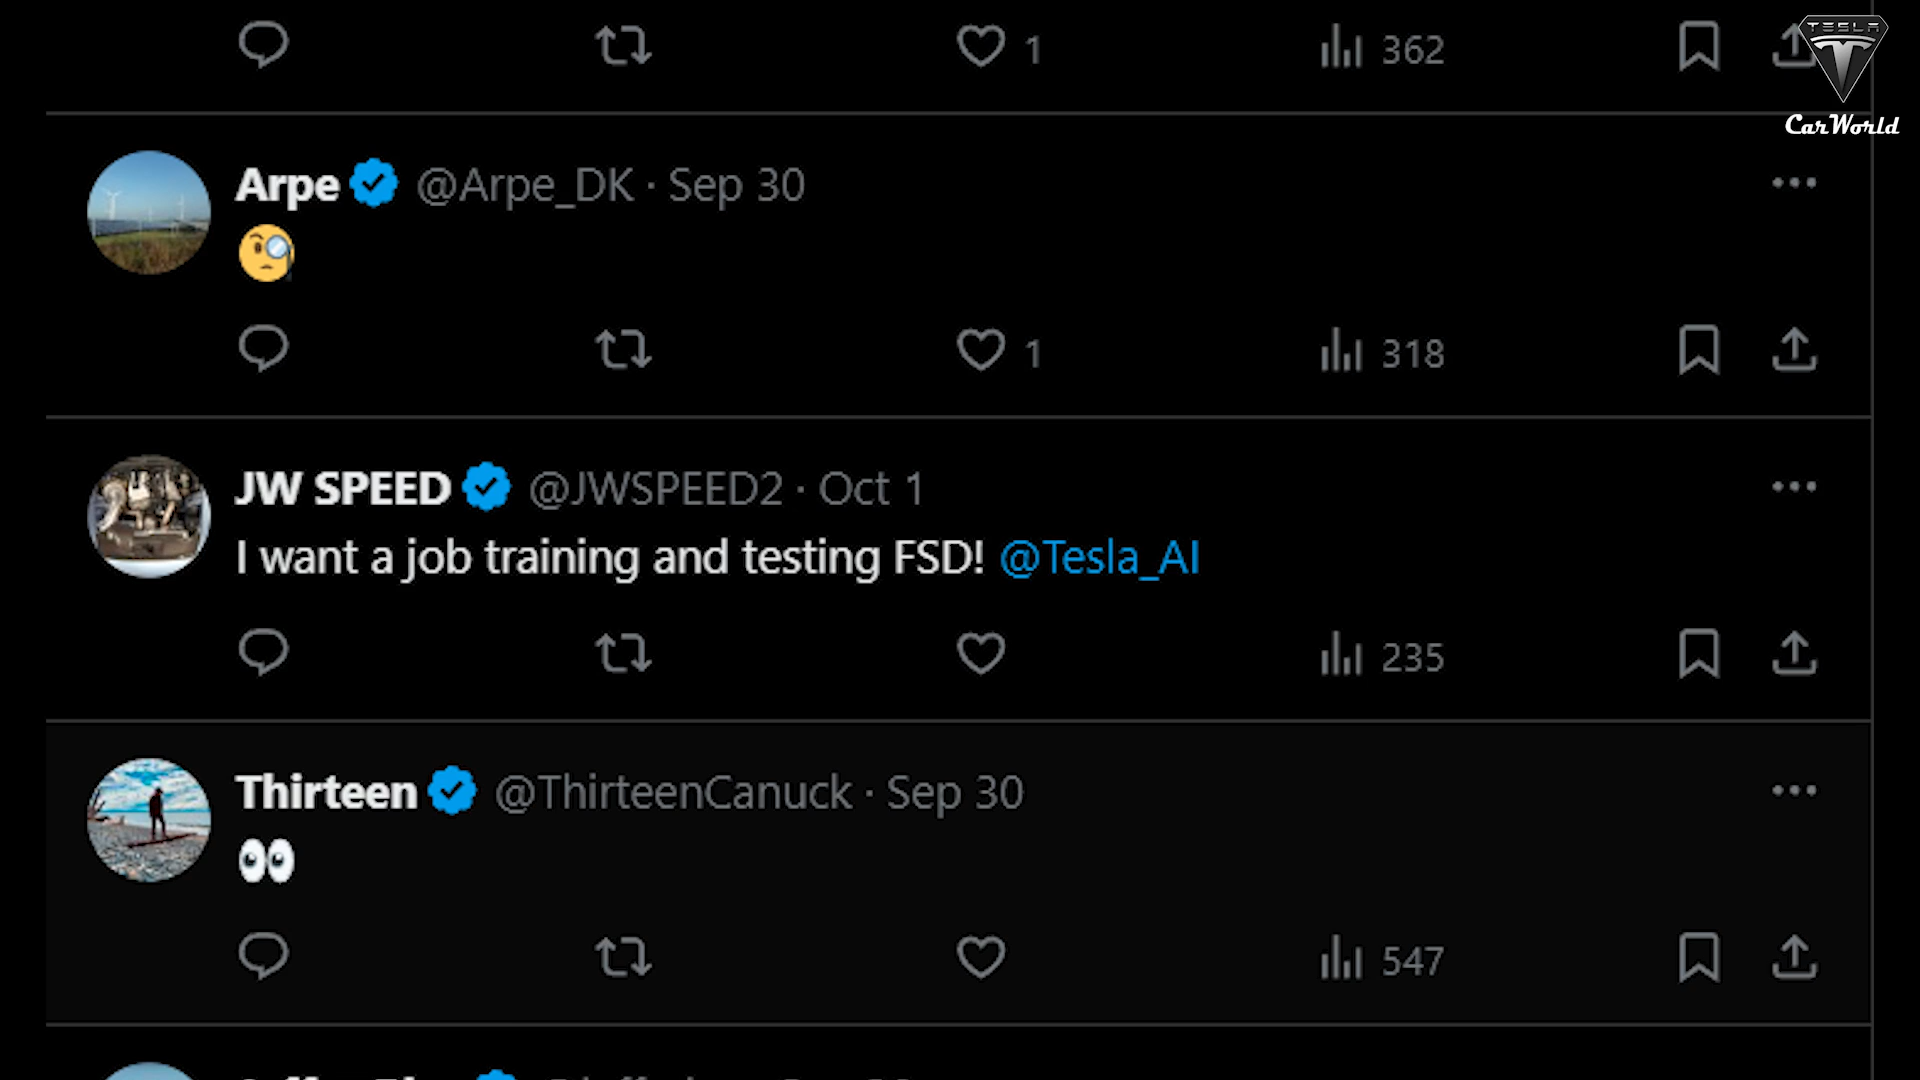 1 362
TESLA
CarWorld
Arpe @Arpe_DK · Sep 30
🧐
1 318
JW SPEED @JWSPEED2 · Oct 1
I want a job training and testing FSD! @Tesla_AI
235
Thirteen @ThirteenCanuck · Sep 30
👀
547